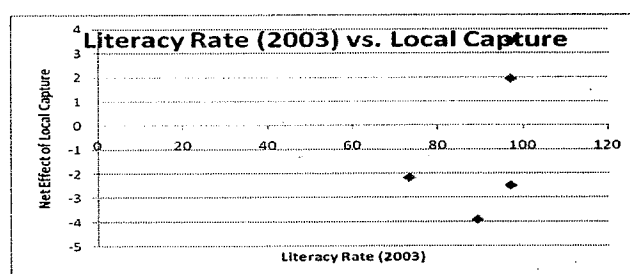 Literacy Rate (2003) vs. Local Capture
4
3
2
1
0
-1
-2
-3
-4
-5
0 20 40 60 80 100 120
Net Effect of Local Capture
Literacy Rate (2003)